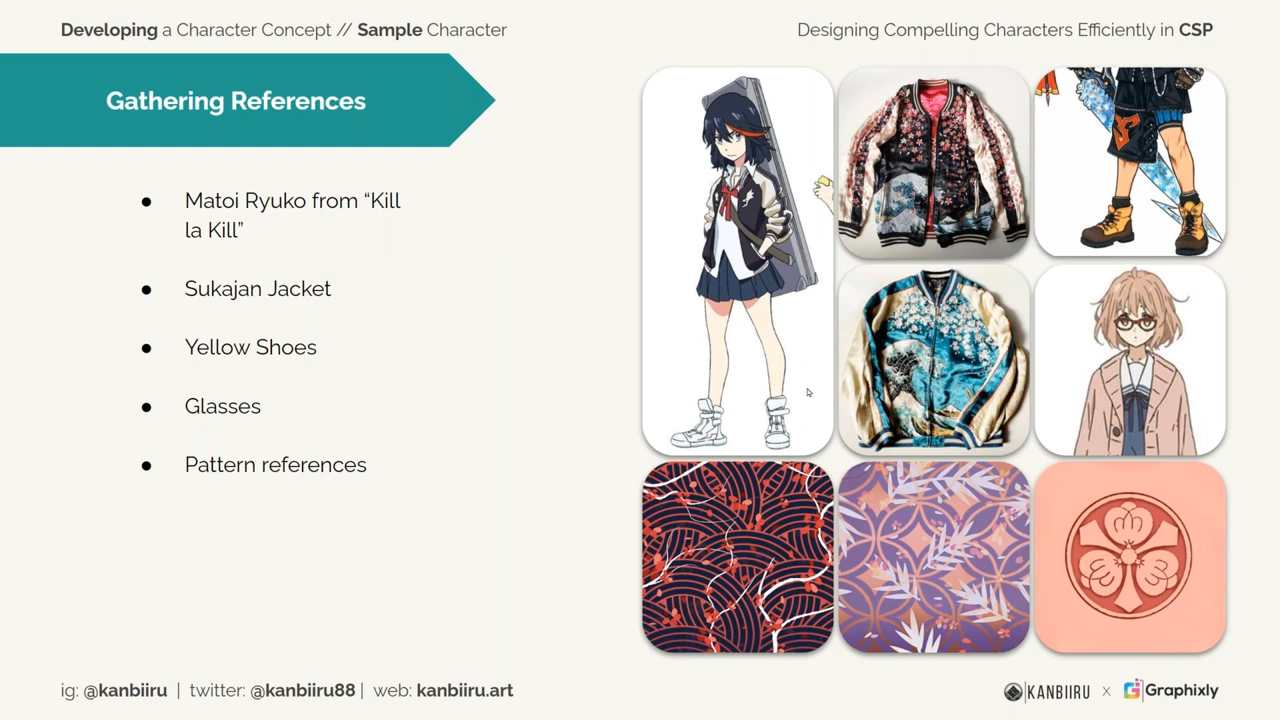 Developing a Character Concept // Sample Character
Designing Compelling Characters Efficiently in CSP
Gathering References
● Matoi Ryuko from “Kill
la Kill”
● Sukajan Jacket
● Yellow Shoes
● Glasses
● Pattern references
ig: @kanbiiru | twitter: @kanbiiru88 | web: kanbiiru.art
KANBIIRU X Graphixly